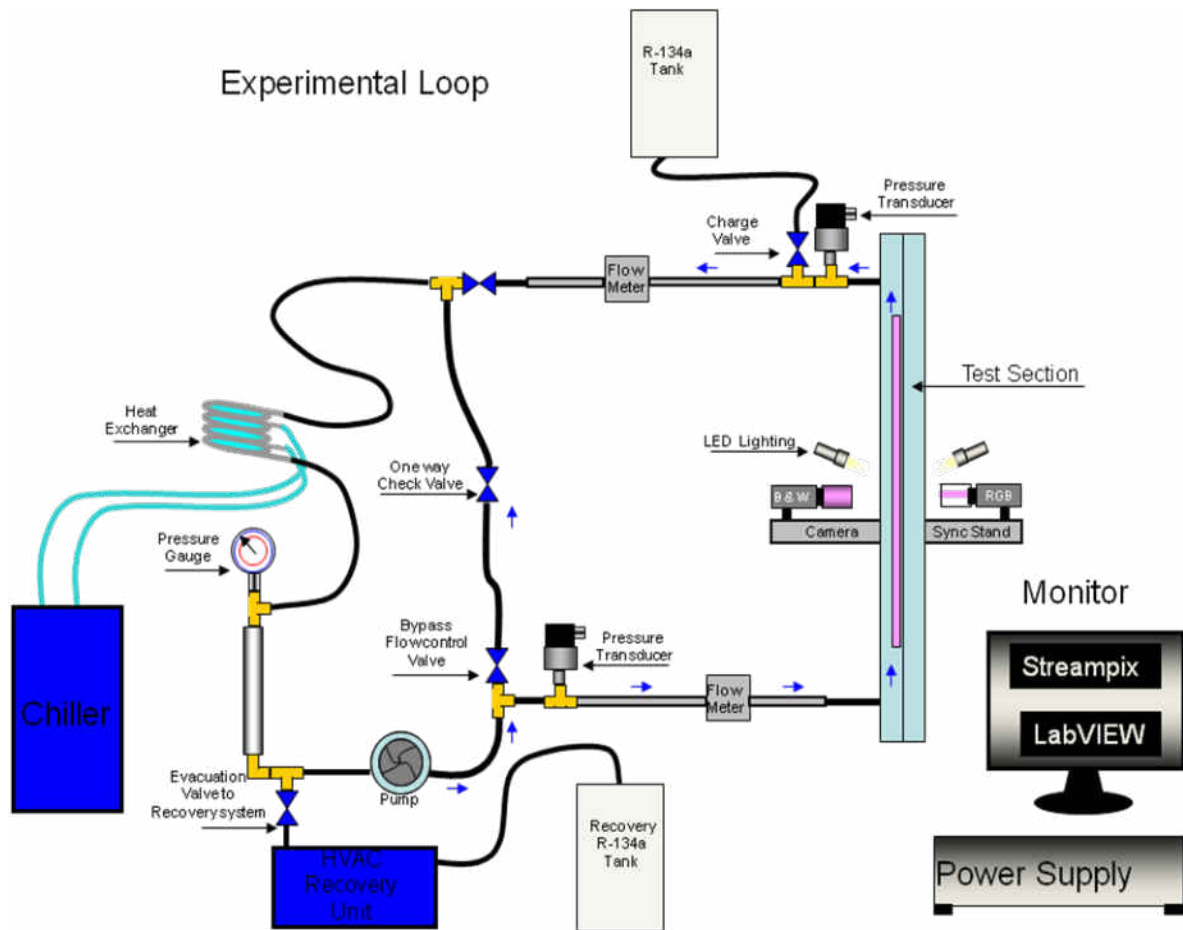 Experimental Loop
R-134a
Tank
Pressure
Transducer
Charge
Valve
Flow
Meter
Test Section
Heat
Exchanger
LED Lighting
One way
Check Valve
B & W
RGB
Camera
Sync Stand
Pressure
Gauge
Monitor
Bypass
Flowcontrol
Valve
Pressure
Transducer
Streampix
Flow
Meter
Chiller
LabVIEW
Evacuation
Valve to
Recovery system
Pump
Recovery
R-134a
Tank
HVAC
Recovery
Unit
Power Supply